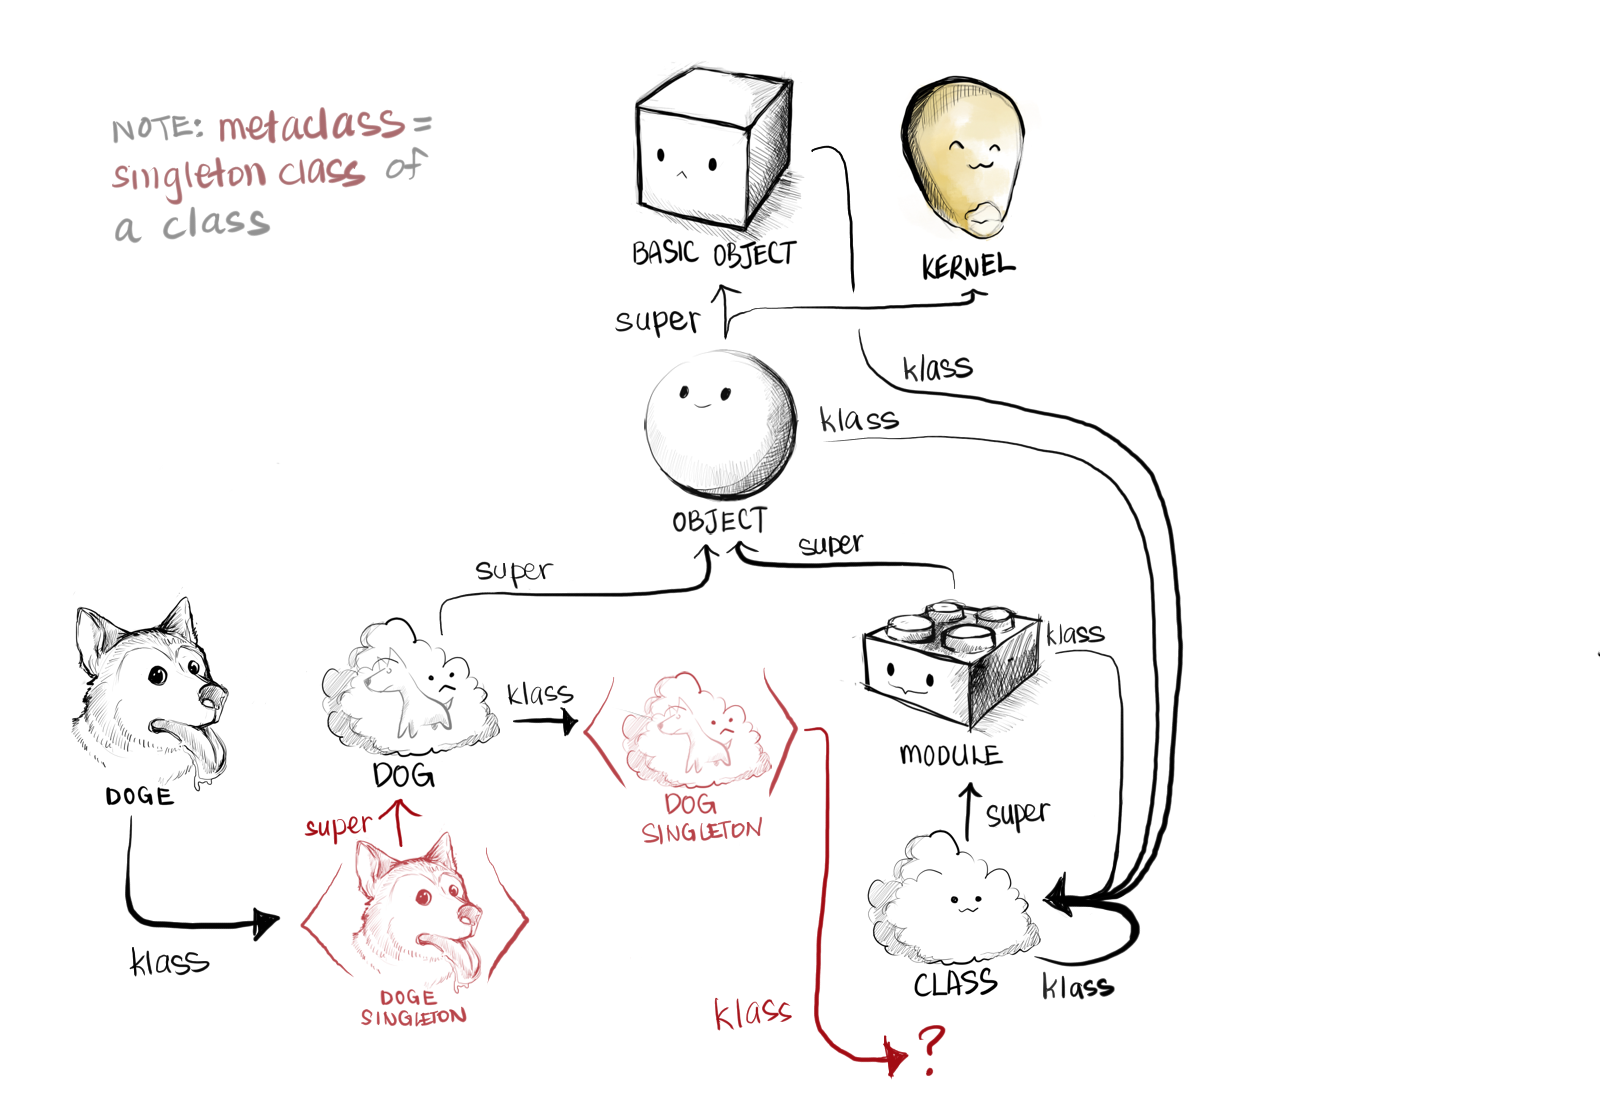 NOTE: metaclass =
singleton class of
a class
BASIC OBJECT
KERNEL
super
klass
klass
OBJECT
super
super
klass
klass
DOG
MODULE
DOGE
super
DOG
SINGLETON
super
klass
DOGE
SINGLETON
CLASS
klass
klass
?